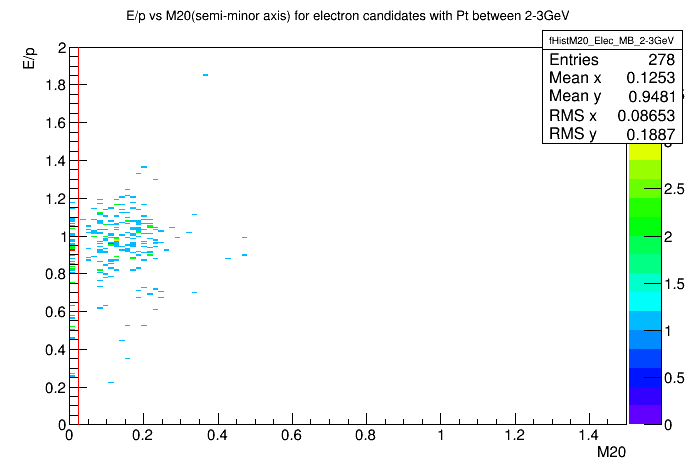 E/p vs M20(semi-minor axis) for electron candidates with Pt between 2-3GeV
fHistM20_Elec_MB_2-3GeV
Entries 278
Mean x 0.1253
Mean y 0.9481
RMS x 0.08653
RMS y 0.1887
E/p
2
1.8
1.6
1.4
1.2
1
0.8
0.6
0.4
0.2
0
0 0.2 0.4 0.6 0.8 1 1.2 1.4
M20
2.5
2
1.5
1
0.5
0